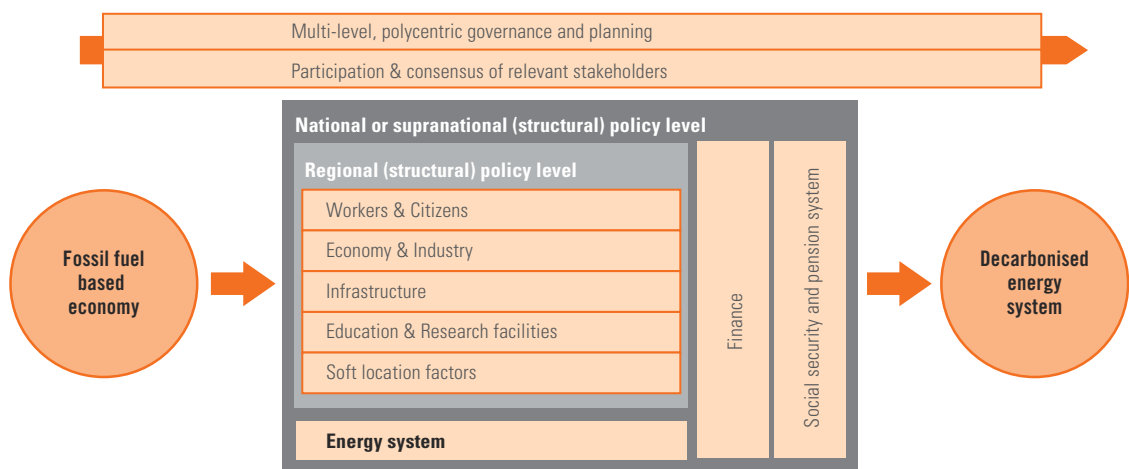 Multi-level, polycentric governance and planning
Participation & consensus of relevant stakeholders
National or supranational (structural) policy level
Regional (structural) policy level
Workers & Citizens
Economy & Industry
Infrastructure
Education & Research facilities
Soft location factors
Energy system
Finance
Social security and pension system
Fossil fuel
based
economy
Decarbonised
energy
system